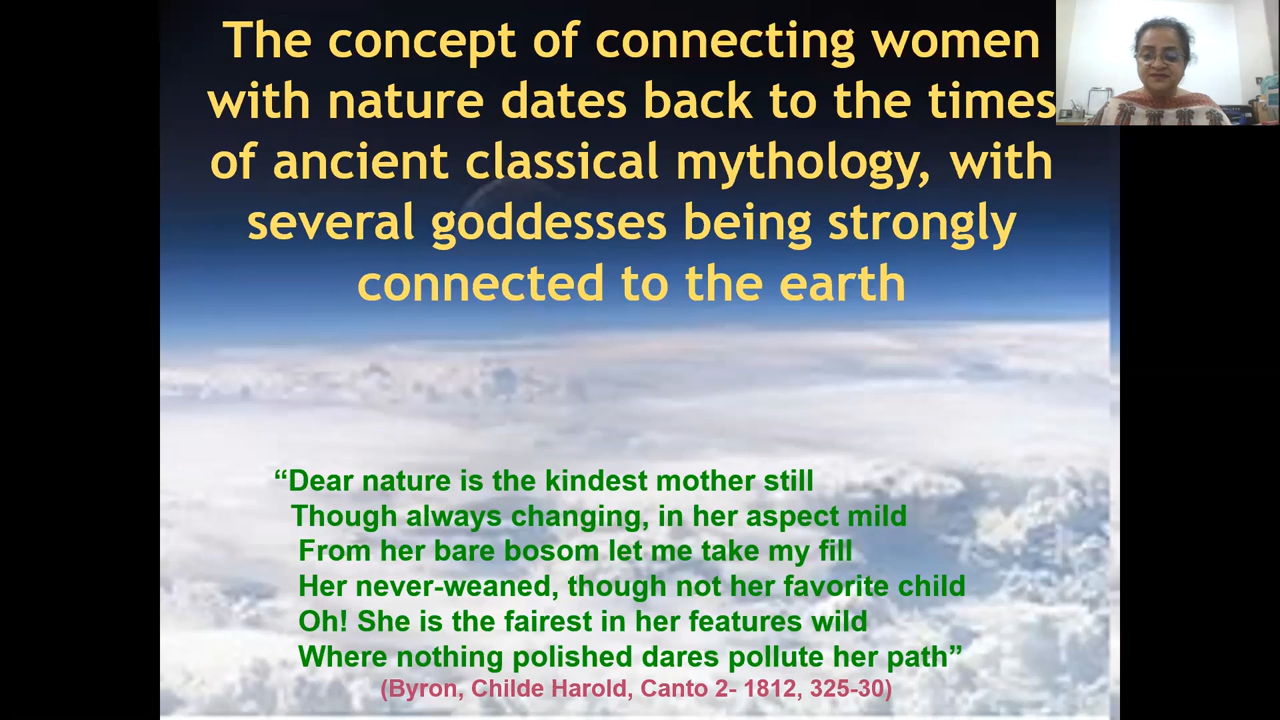 The concept of connecting women
with nature dates back to the times
of ancient classical mythology, with
several goddesses being strongly
connected to the earth
“Dear nature is the kindest mother still
Though always changing, in her aspect mild
From her bare bosom let me take my fill
Her never-weaned, though not her favorite child
Oh! She is the fairest in her features wild
Where nothing polished dares pollute her path”
(Byron, Childe Harold, Canto 2- 1812, 325-30)